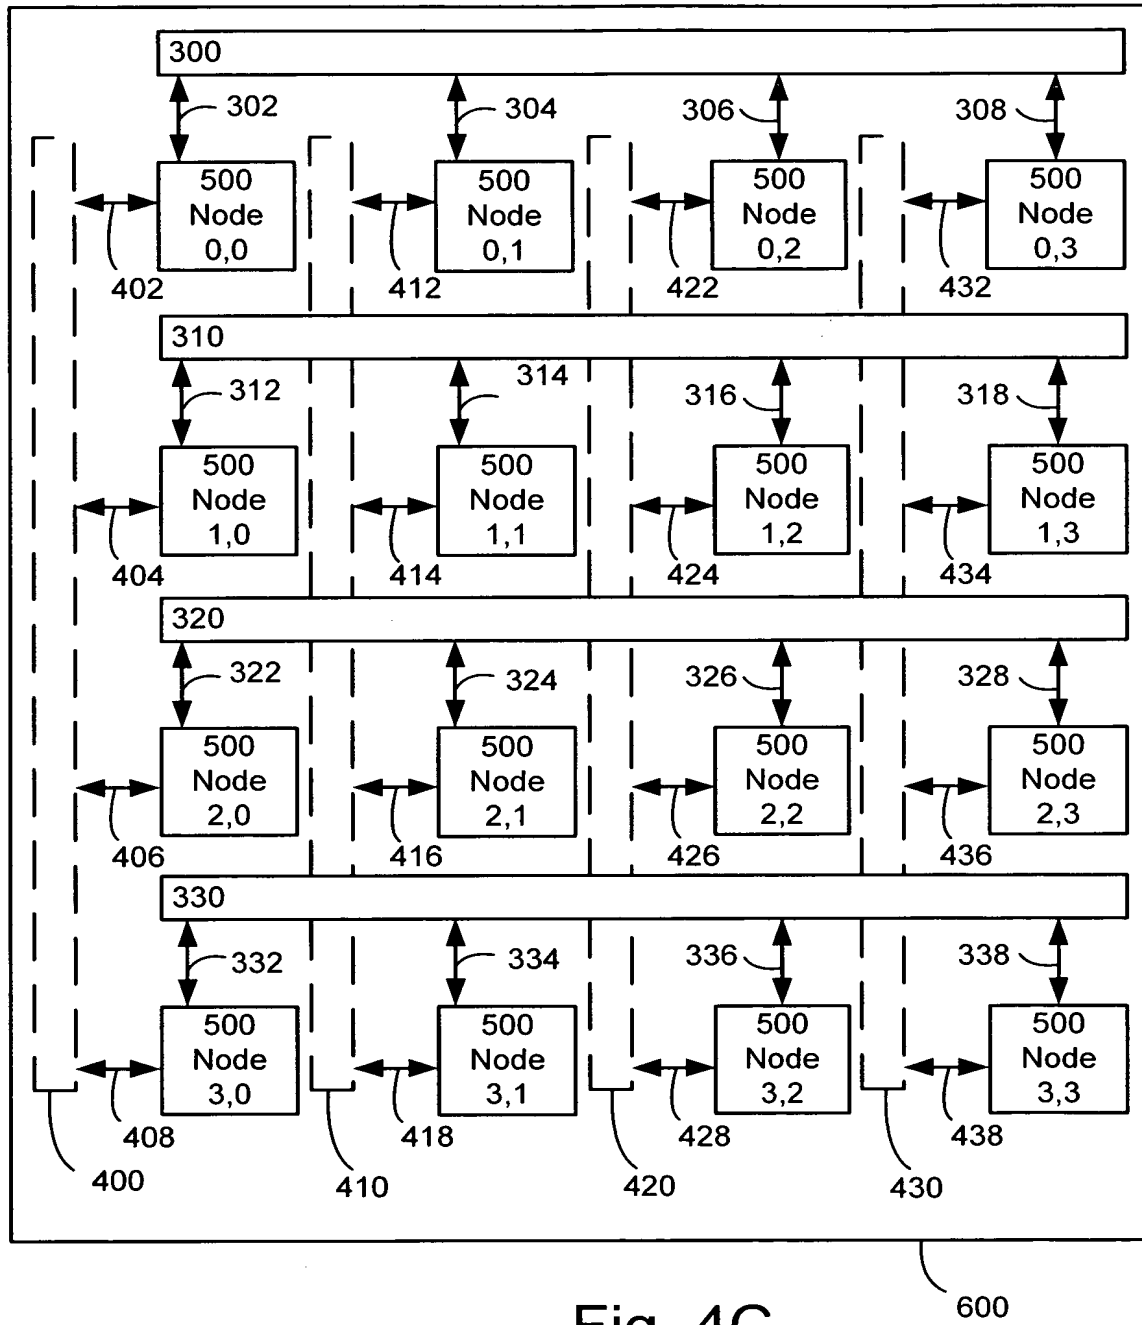 300
302 304 306 308
500 500 500 500
Node Node Node Node
0,0 0,1 0,2 0,3
402 412 422 432
310
312 314 316 318
500 500 500 500
Node Node Node Node
1,0 1,1 1,2 1,3
404 414 424 434
320
322 324 326 328
500 500 500 500
Node Node Node Node
2,0 2,1 2,2 2,3
406 416 426 436
330
332 334 336 338
500 500 500 500
Node Node Node Node
3,0 3,1 3,2 3,3
408 418 428 438
400 410 420 430
600
Fig. 4C